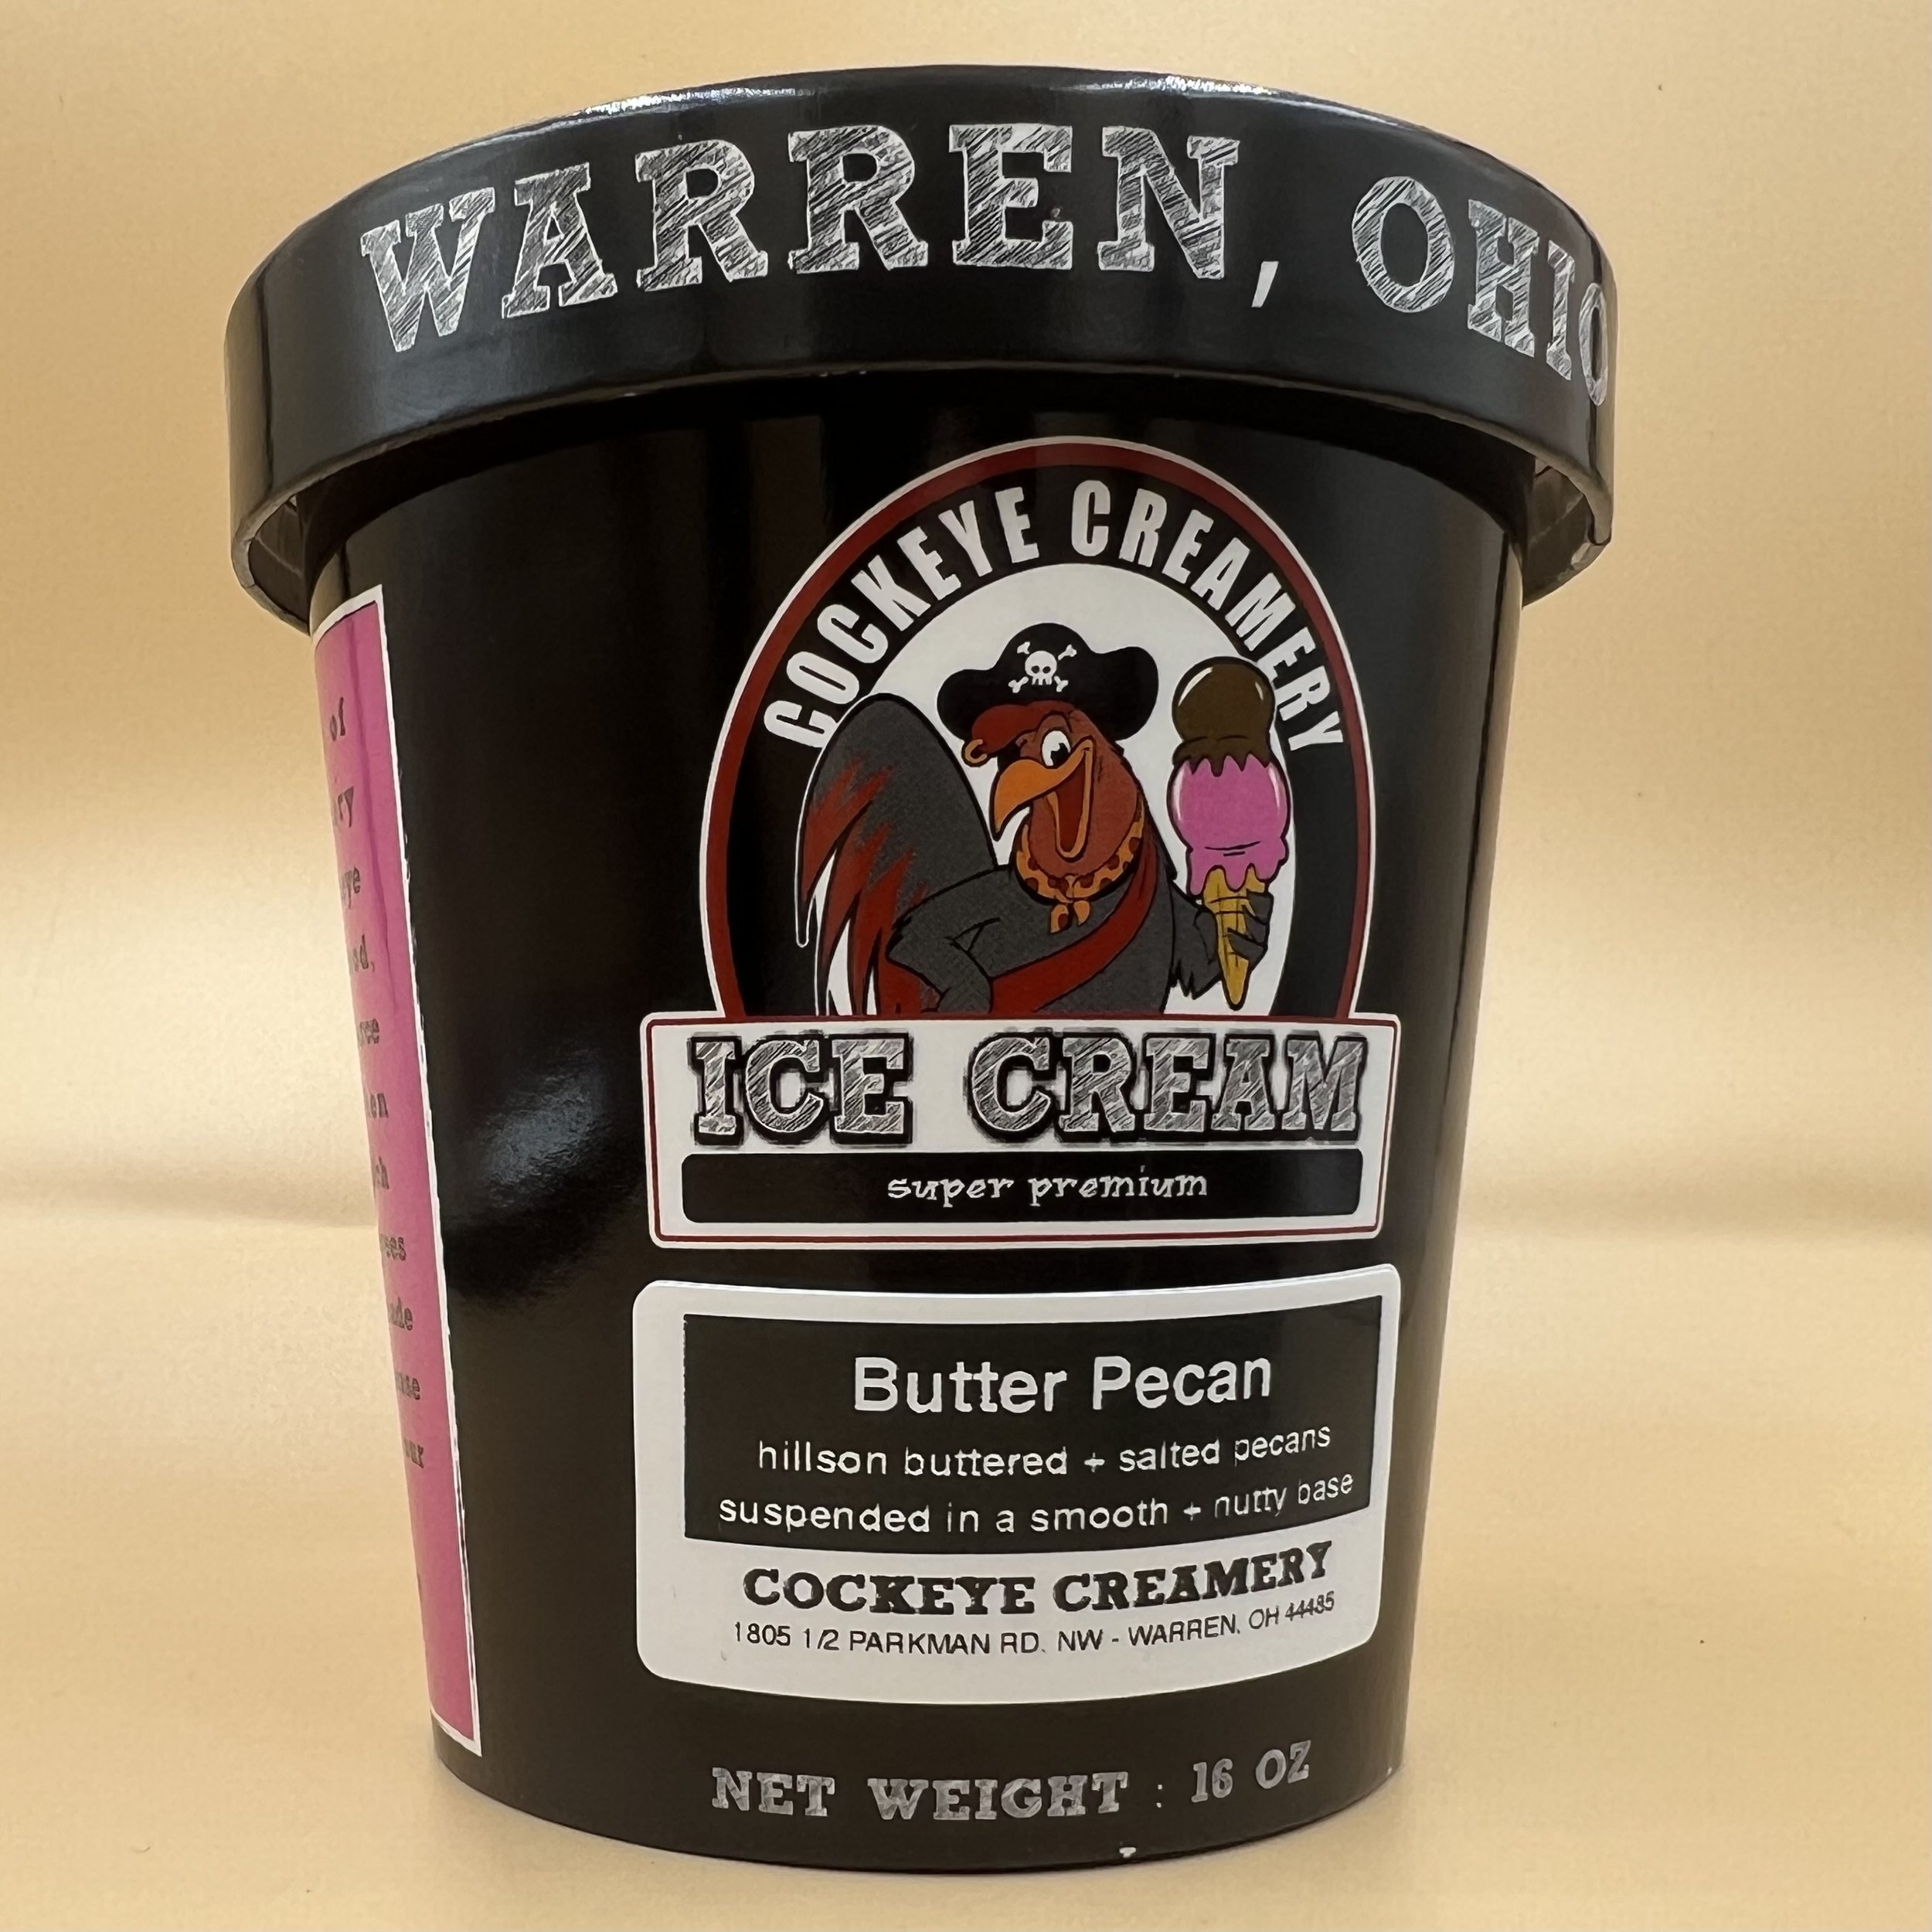 WARREN, OHIO
COCKEYE CREAMERY
ICE CREAM
super premium
Butter Pecan
hillson buttered + salted pecans
suspended in a smooth + nutty base
COCKEYE CREAMERY
1805 1/2 PARKMAN RD. NW - WARREN, OH 44485
NET WEIGHT : 16 OZ
of